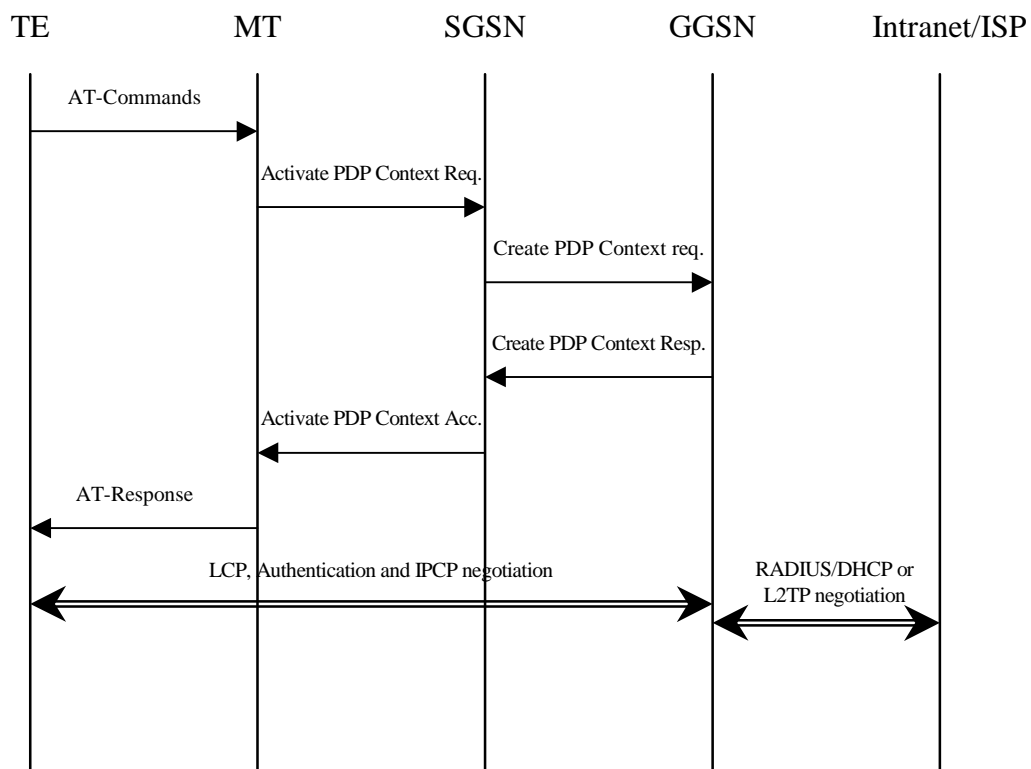 TE MT SGSN GGSN Intranet/ISP
AT-Commands
Activate PDP Context Req.
Create PDP Context req.
Create PDP Context Resp.
Activate PDP Context Acc.
AT-Response
LCP, Authentication and IPCP negotiation
RADIUS/DHCP or
L2TP negotiation